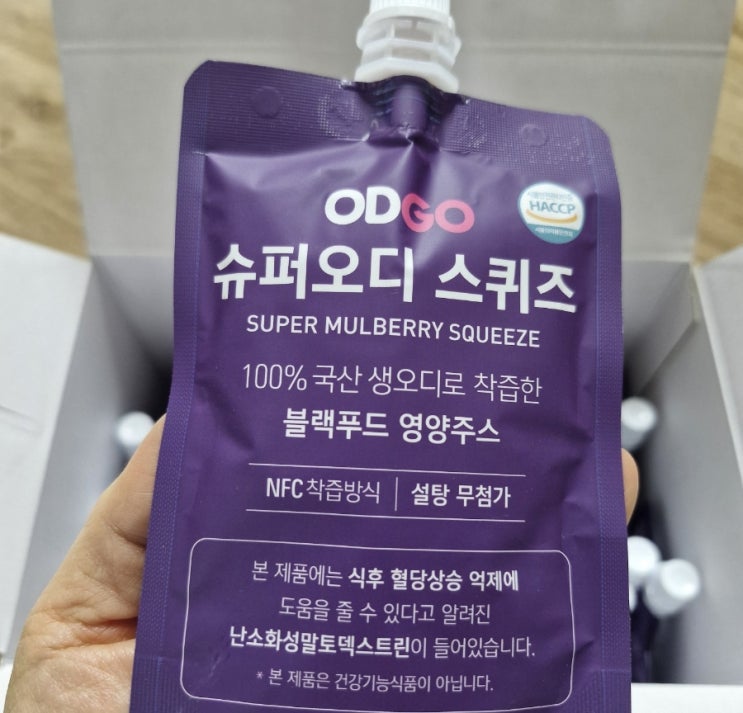 ODGO
HACCP
슈퍼오디 스퀴즈
SUPER MULBERRY SQUEEZE
100% 국산 생오디로 착즙한
블랙푸드 영양주스
NFC 착즙방식 | 설탕 무첨가
본 제품에는 식후 혈당상승 억제에
도움을 줄 수 있다고 알려진
난소화성말토덱스트린이 들어있습니다.
* 본 제품은 건강기능식품이 아닙니다.